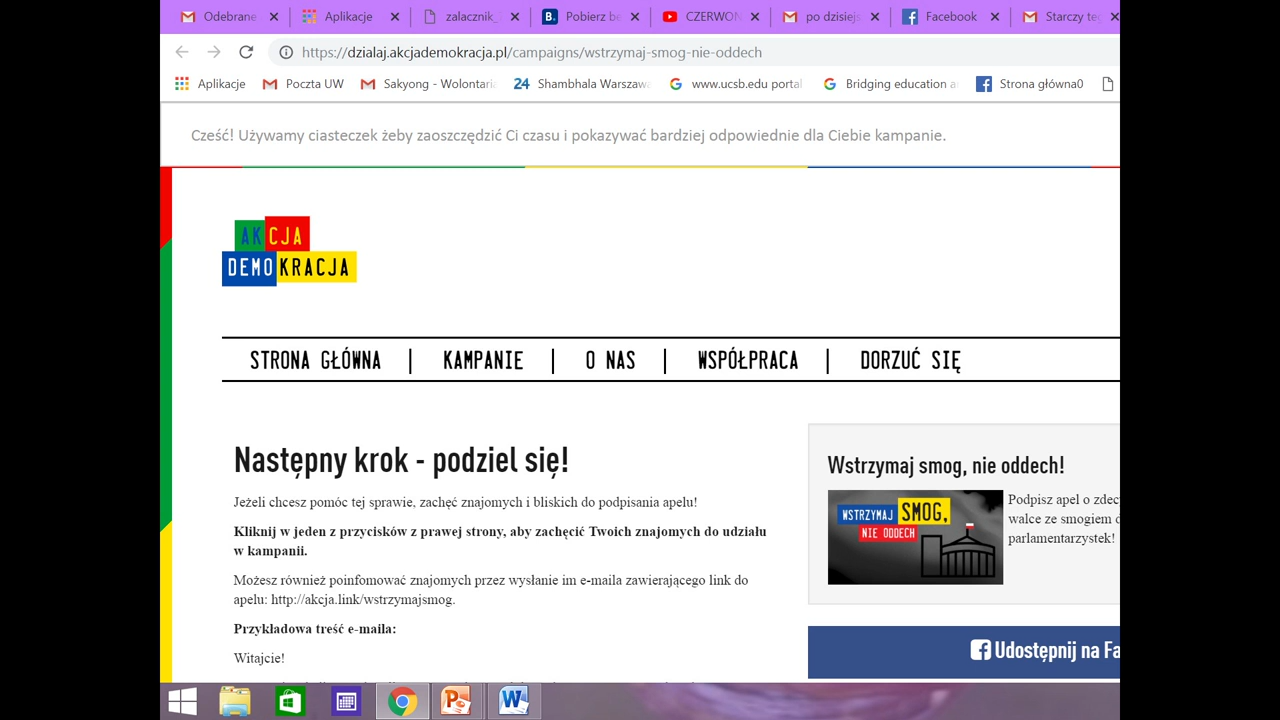 Odebrane
Aplikacje
zalacznik_
Pobierz be
CZERWON
po dzisiejs
Facebook
Starczy teg
https://dzialaj.akcjademokracja.pl/campaigns/wstrzymaj-smog-nie-oddech
Aplikacje
Poczta UW
Sakyong - Wolontaria
24 Shambhala Warszawa
www.ucsb.edu portal
Bridging education a
Strona główna0
Cześć! Używamy ciasteczek żeby zaoszczędzić Ci czasu i pokazywać bardziej odpowiednie dla Ciebie kampanie.
AKCJA
DEMOKRACJA
STRONA GŁÓWNA | KAMPANIE | O NAS | WSPÓŁPRACA | DORZUĆ SIĘ
Następny krok - podziel się!
Jeżeli chcesz pomóc tej sprawie, zachęć znajomych i bliskich do podpisania apelu!
Kliknij w jeden z przycisków z prawej strony, aby zachęcić Twoich znajomych do udziału
w kampanii.
Możesz również poinfomować znajomych przez wysłanie im e-maila zawierającego link do
apelu: http://akcja.link/wstrzymajsmog.
Przykładowa treść e-maila:
Witajcie!
Wstrzymaj smog, nie oddech!
WSTRZYMAJ SMOG,
NIE ODDECH
Podpisz apel o zdec
walce ze smogiem d
parlamentarzystek!
Udostępnij na Fa